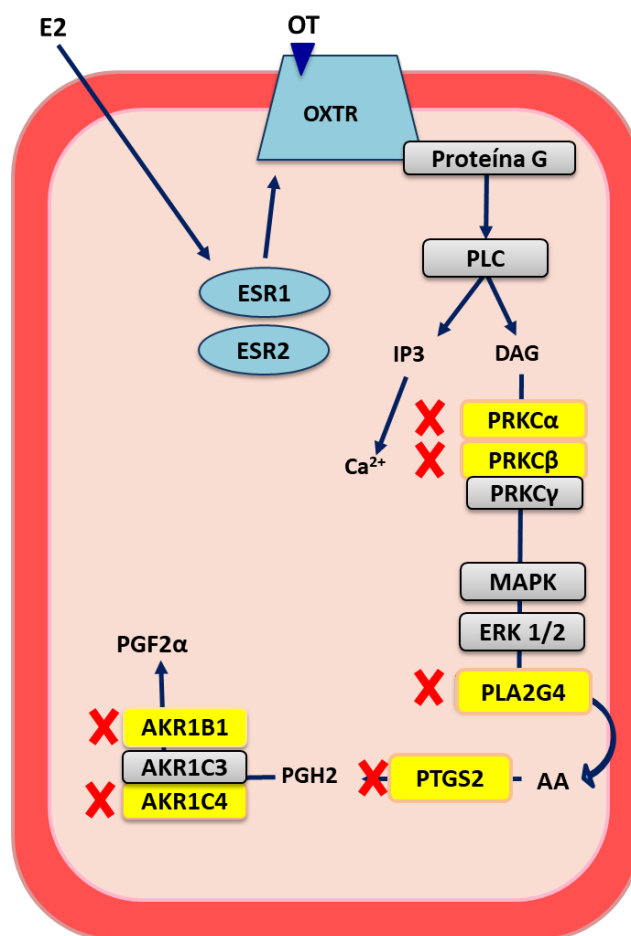 E2
OT
OXTR
Proteína G
PLC
ESR1
ESR2
IP3
DAG
PRKCα
PRKCβ
Ca²⁺
PRKCγ
MAPK
ERK 1/2
PGF2α
PLA2G4
AKR1B1
AKR1C3
PGH2
PTGS2
AA
AKR1C4